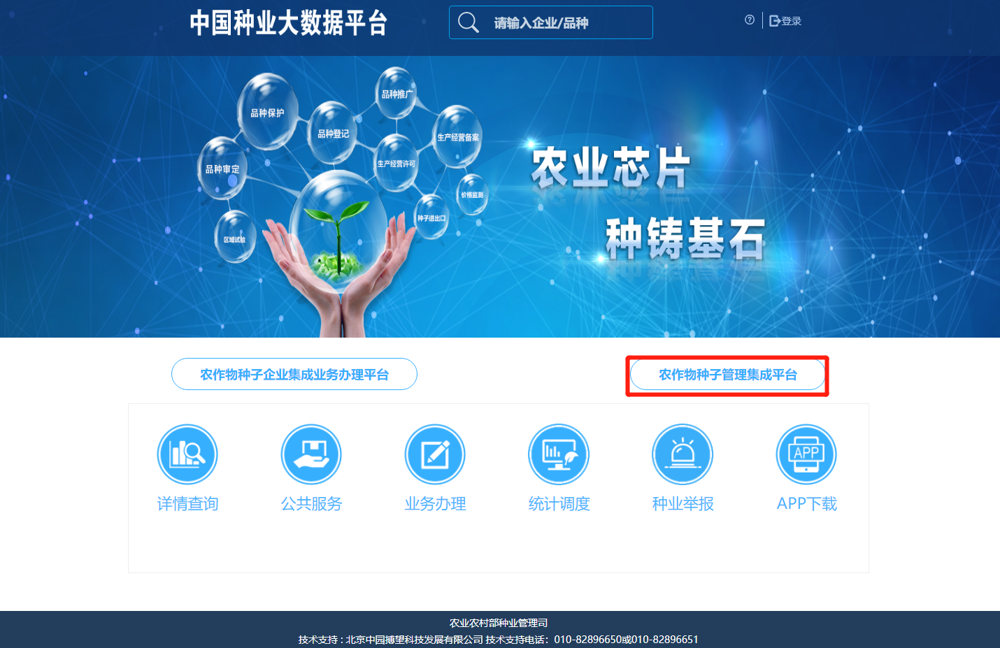 中国种业大数据平台
请输入企业/品种
登录
品种推广
品种保护
品种登记
生产经营备案
生产经营许可
品种审定
价格监测
种子进出口
区域试验
农业芯片
种铸基石
农作物种子企业集成业务办理平台
农作物种子管理集成平台
APP
详情查询
公共服务
业务办理
统计调度
种业举报
APP下载
农业农村部种业管理司
技术支持 : 北京中园搏望科技发展有限公司 技术支持电话：010-82896650或010-82896651